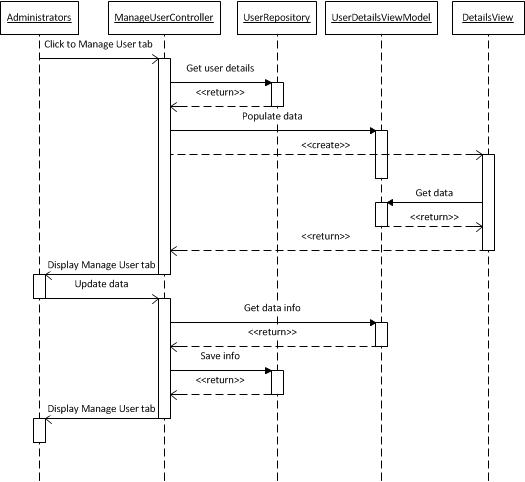 Administrators
ManageUserController
UserRepository
UserDetailsViewModel
DetailsView
Click to Manage User tab
Get user details
<<return>>
Populate data
<<create>>
Get data
<<return>>
<<return>>
Display Manage User tab
Update data
Get data info
<<return>>
Save info
<<return>>
Display Manage User tab